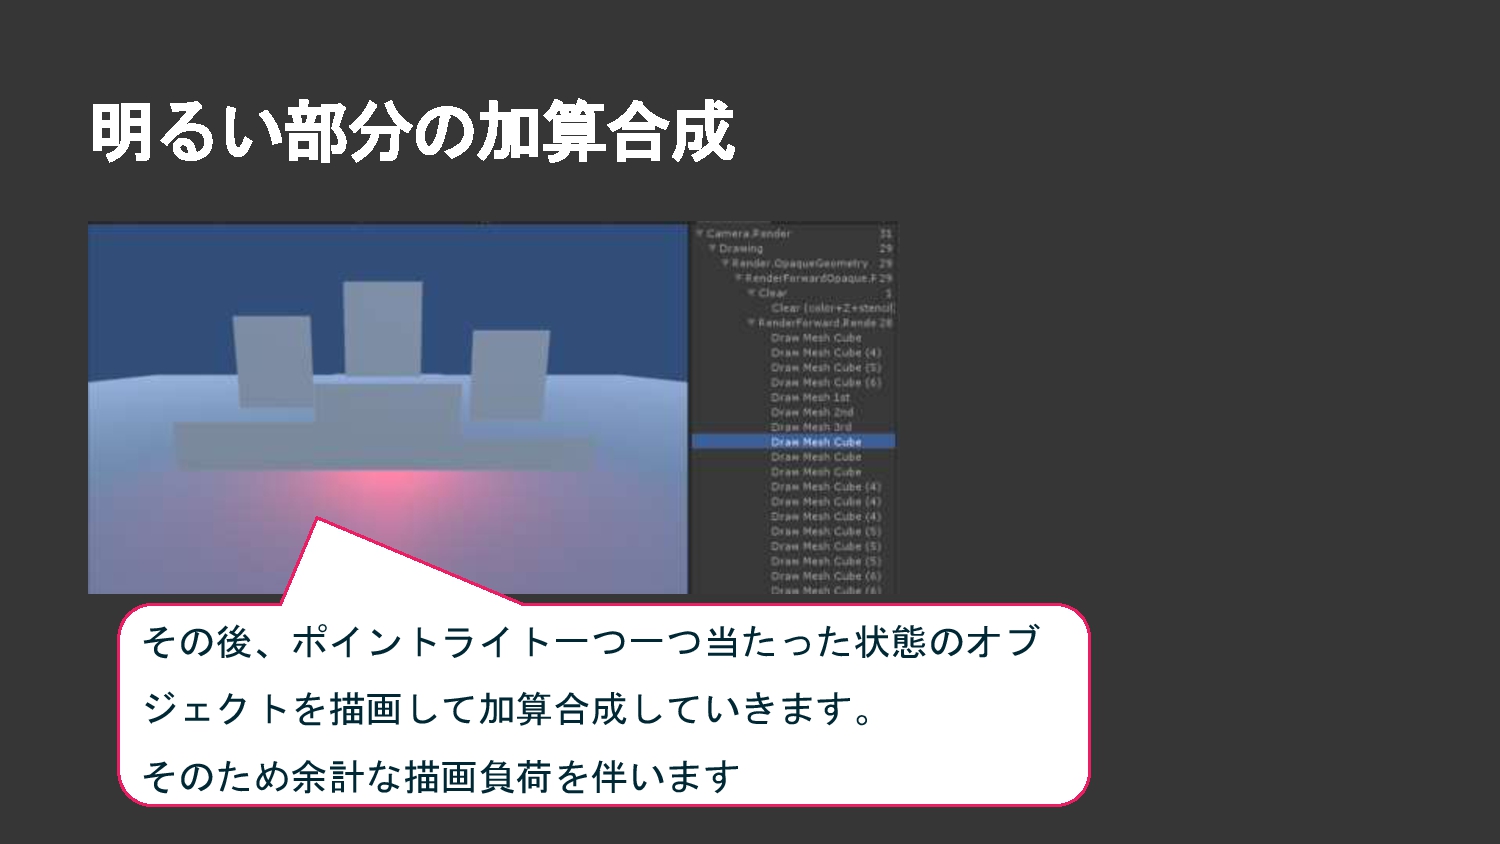 明るい部分の加算合成
Camera.Render 31
Drawing 29
Render.OpaqueGeometry 29
RenderForwardOpaque.R 29
Clear 1
Clear (color+Z+stencil)
RenderForward.Rende 28
Draw Mesh Cube
Draw Mesh Cube (4)
Draw Mesh Cube (5)
Draw Mesh Cube (6)
Draw Mesh 1st
Draw Mesh 2nd
Draw Mesh 3rd
Draw Mesh Cube
Draw Mesh Cube
Draw Mesh Cube
Draw Mesh Cube (4)
Draw Mesh Cube (4)
Draw Mesh Cube (4)
Draw Mesh Cube (5)
Draw Mesh Cube (5)
Draw Mesh Cube (5)
Draw Mesh Cube (6)
Draw Mesh Cube (6)
その後、ポイントライト一つ一つ当たった状態のオブ
ジェクトを描画して加算合成していきます。
そのため余計な描画負荷を伴います